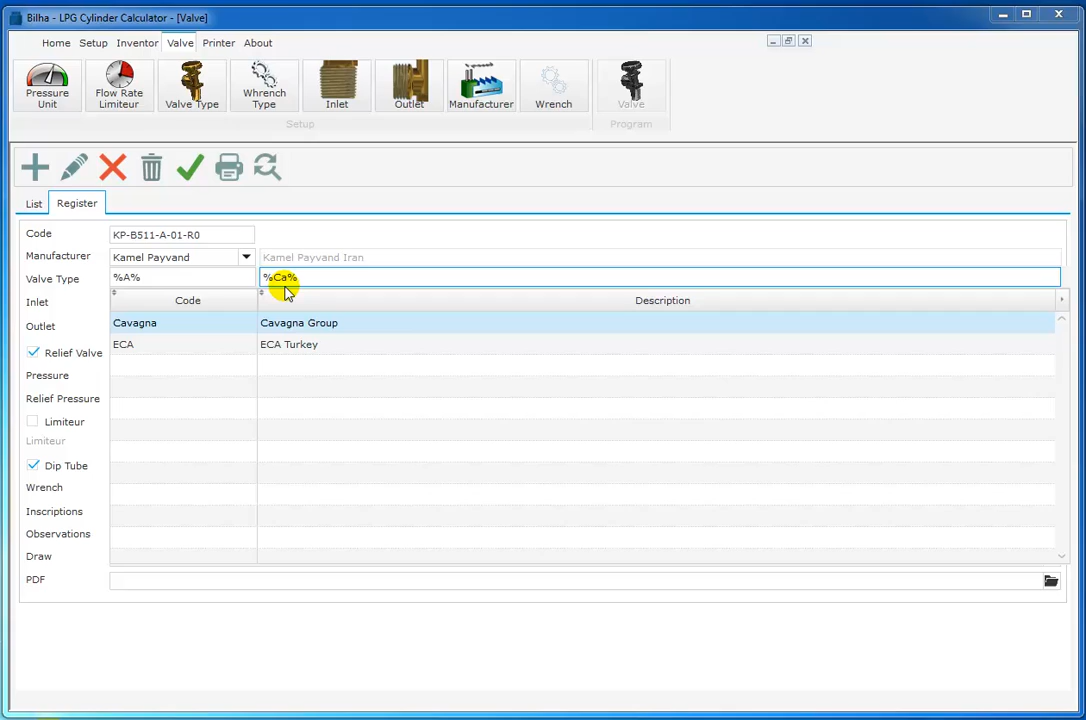 Bilha - LPG Cylinder Calculator - [Valve]
Home Setup Inventor Valve Printer About
Pressure Unit
Flow Rate Limiteur
Valve Type
Whrench Type
Inlet
Outlet
Manufacturer
Wrench
Valve
Setup
Program
List Register
Code KP-B511-A-01-R0
Manufacturer Kamel Payvand Kamel Payvand Iran
Valve Type %A% %Ca%
Code Description
Cavagna Cavagna Group
ECA ECA Turkey
Inlet
Outlet
Relief Valve
Pressure
Relief Pressure
Limiteur
Limiteur
Dip Tube
Wrench
Inscriptions
Observations
Draw
PDF